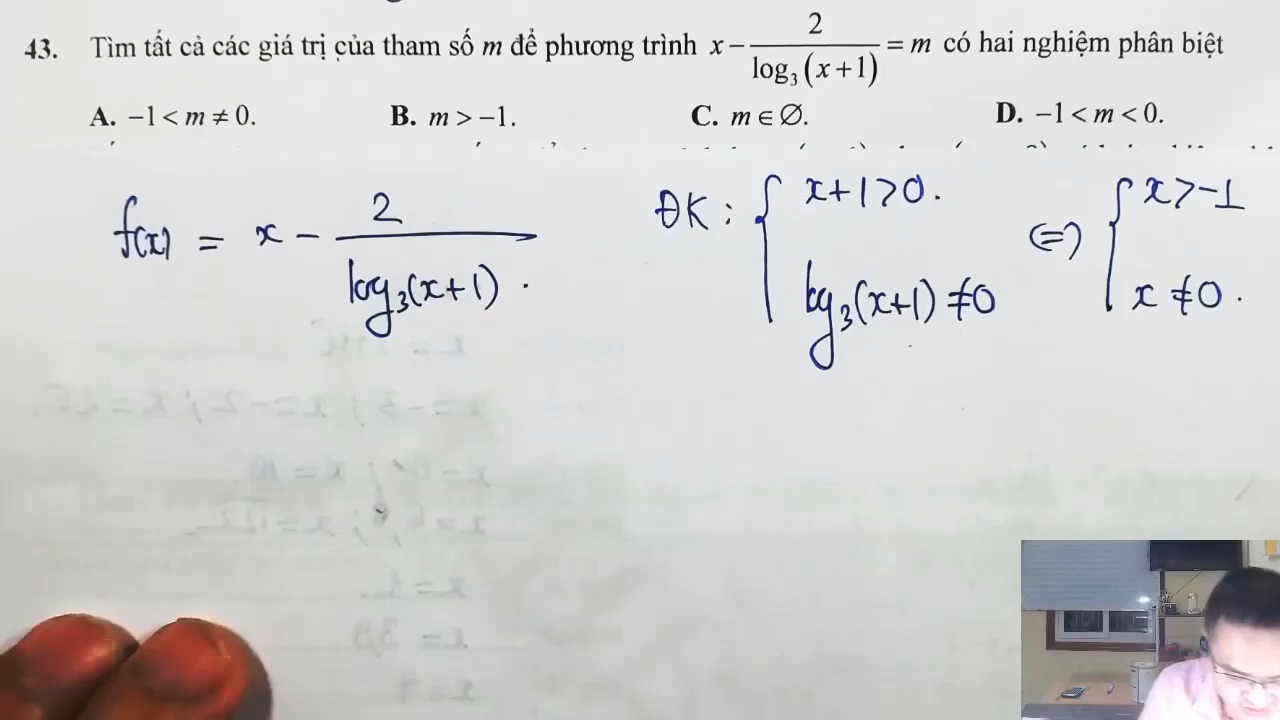 43. Tìm tất cả các giá trị của tham số m để phương trình x - 2/log₃(x+1) = m có hai nghiệm phân biệt
A. -1 < m ≠ 0. B. m > -1. C. m ∈ ∅. D. -1 < m < 0.
f(x) = x - 2/log₃(x+1) .
ĐK : { x+1>0. ⇔ { x>-1
log₃(x+1) ≠0 x ≠0.